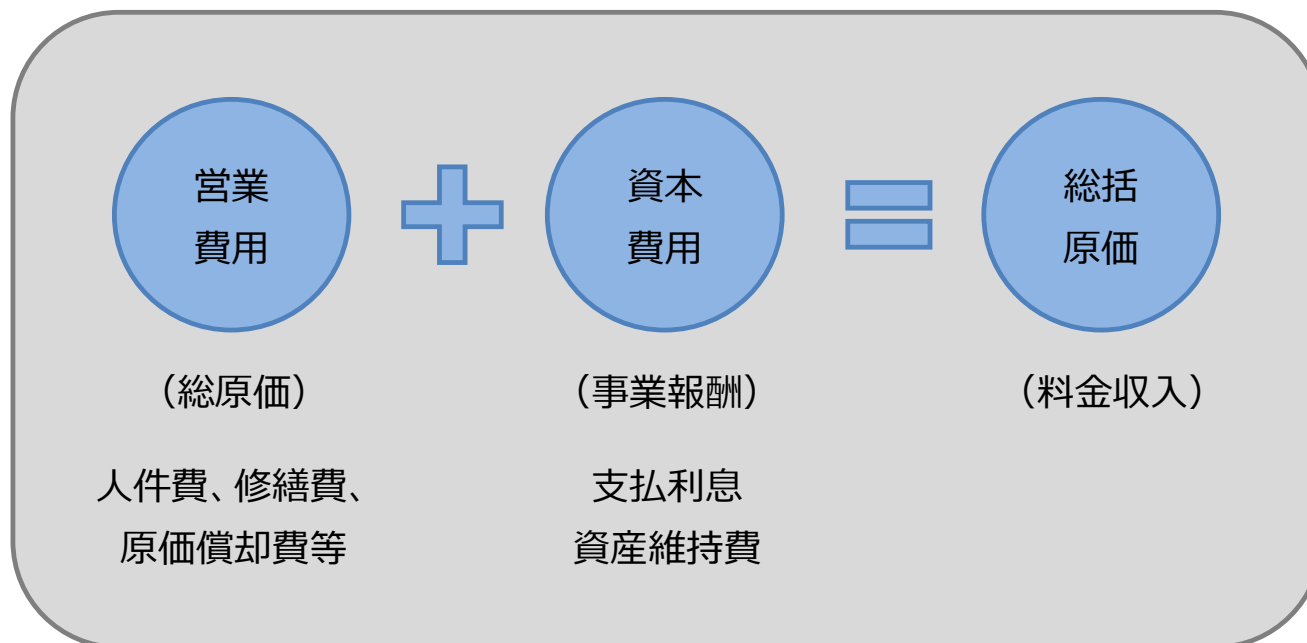 営業
費用
資本
費用
総括
原価
（総原価）
（事業報酬）
（料金収入）
人件費、修繕費、
原価償却費等
支払利息
資産維持費